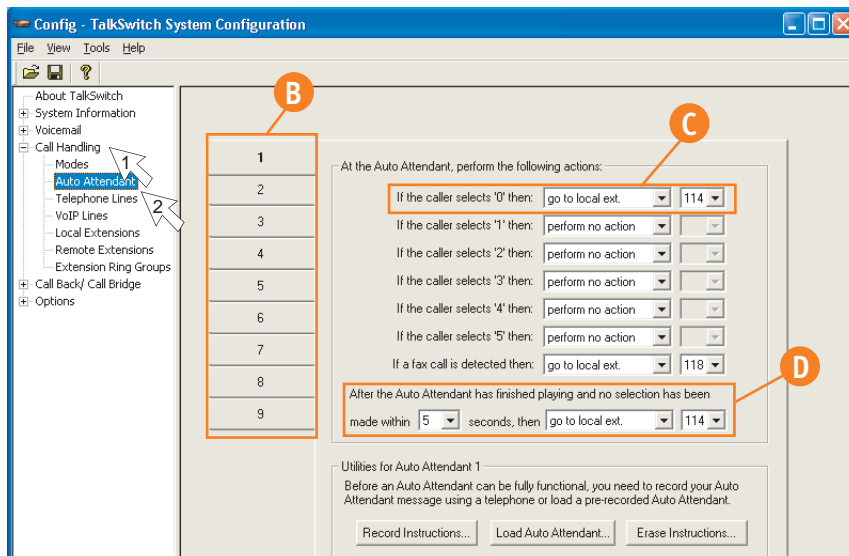 Config - TalkSwitch System Configuration
File View Tools Help
About TalkSwitch
System Information
Voicemail
Call Handling
Modes
Auto Attendant
Telephone Lines
VoIP Lines
Local Extensions
Remote Extensions
Extension Ring Groups
Call Back/ Call Bridge
Options
1
2
B
C
D
1
2
3
4
5
6
7
8
9
At the Auto Attendant, perform the following actions:
If the caller selects '0' then: go to local ext. 114
If the caller selects '1' then: perform no action
If the caller selects '2' then: perform no action
If the caller selects '3' then: perform no action
If the caller selects '4' then: perform no action
If the caller selects '5' then: perform no action
If a fax call is detected then: go to local ext. 118
After the Auto Attendant has finished playing and no selection has been
made within 5 seconds, then go to local ext. 114
Utilities for Auto Attendant 1
Before an Auto Attendant can be fully functional, you need to record your Auto
Attendant message using a telephone or load a pre-recorded Auto Attendant.
Record Instructions... Load Auto Attendant... Erase Instructions...